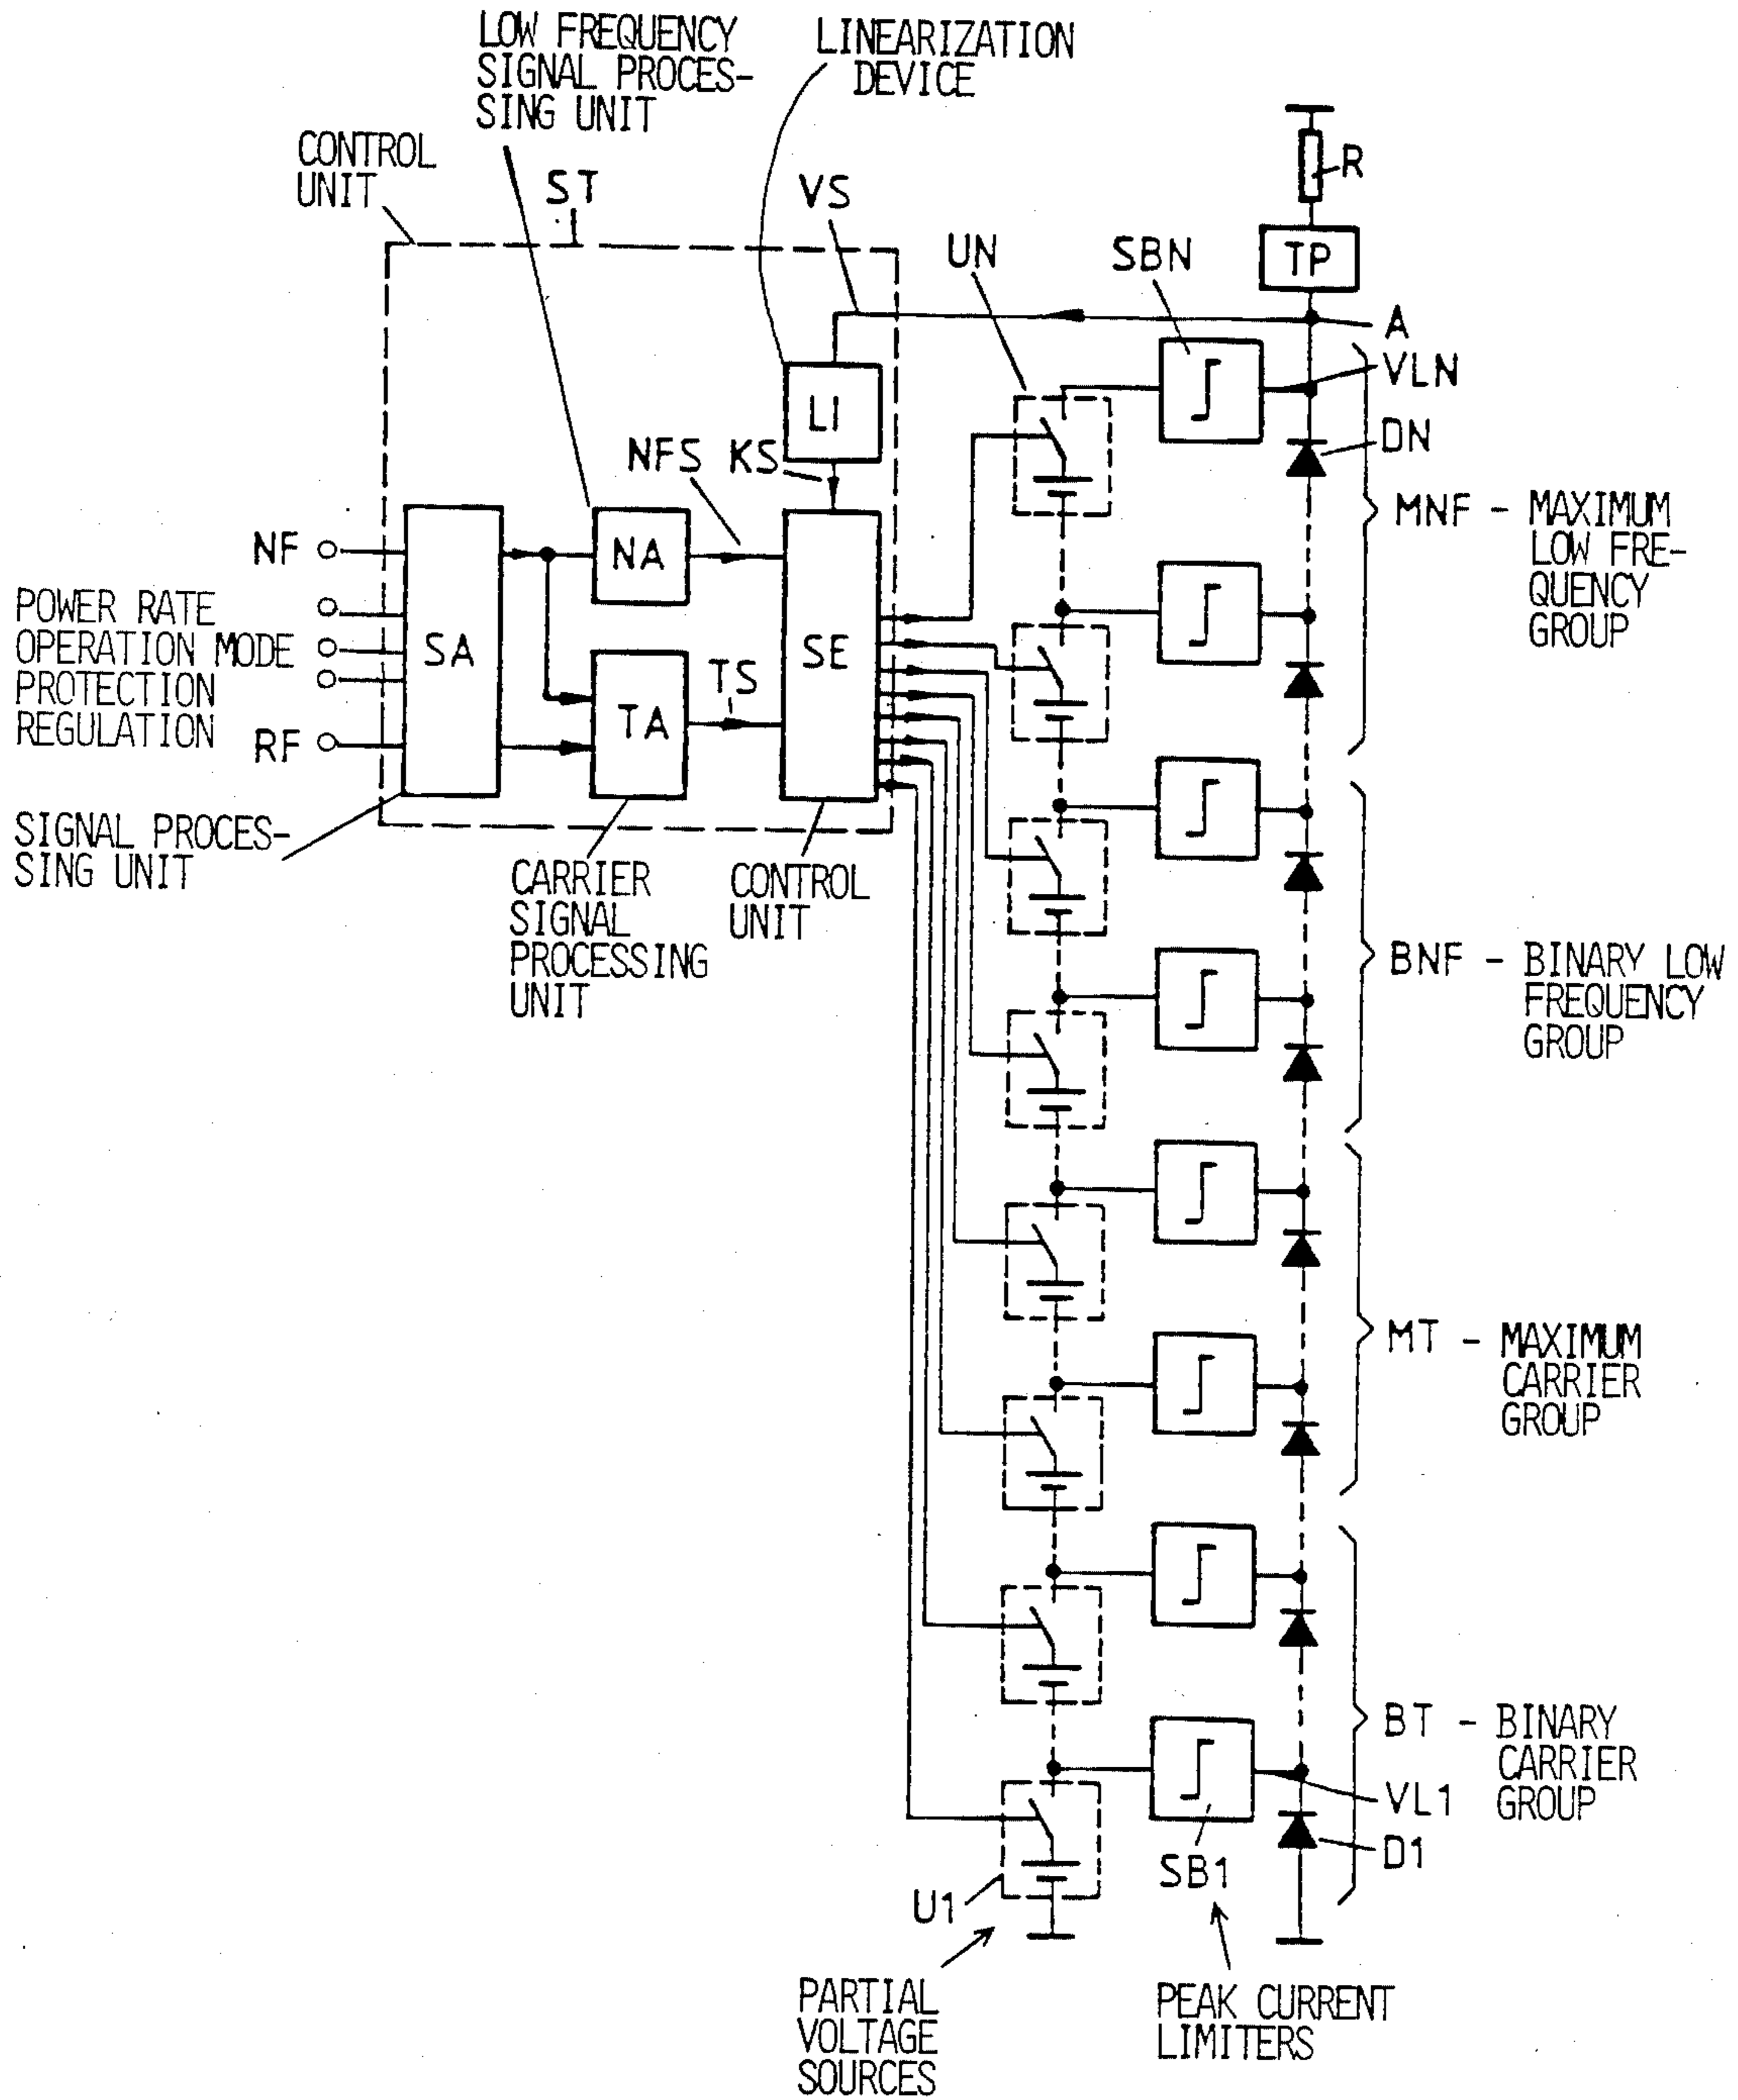 LOW FREQUENCY
SIGNAL PROCES-
SING UNIT
LINEARIZATION
DEVICE
CONTROL
UNIT
ST
VS
R
TP
UN
SBN
A
VLN
DN
LI
NFS
KS
NF
NA
MNF - MAXIMUM
LOW FRE-
QUENCY
GROUP
POWER RATE
OPERATION MODE
PROTECTION
REGULATION
SA
SE
TS
TA
RF
SIGNAL PROCES-
SING UNIT
CARRIER
SIGNAL
PROCESSING
UNIT
CONTROL
UNIT
BNF - BINARY LOW
FREQUENCY
GROUP
MT - MAXIMUM
CARRIER
GROUP
BT - BINARY
CARRIER
GROUP
VL1
D1
SB1
U1
PARTIAL
VOLTAGE
SOURCES
PEAK CURRENT
LIMITERS